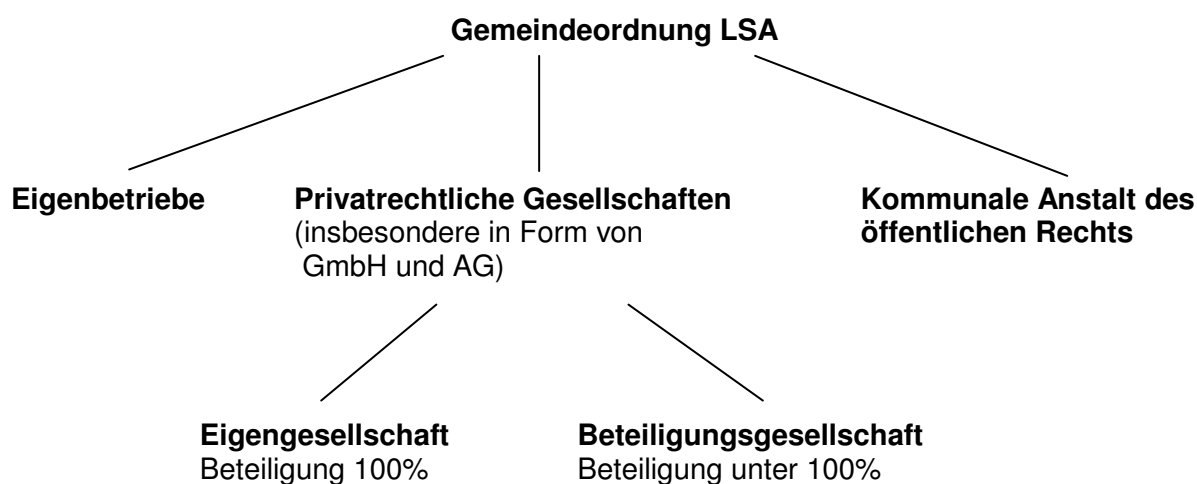 Gemeindeordnung LSA
Eigenbetriebe
Privatrechtliche Gesellschaften
(insbesondere in Form von
GmbH und AG)
Kommunale Anstalt des
öffentlichen Rechts
Eigengesellschaft
Beteiligung 100%
Beteiligungsgesellschaft
Beteiligung unter 100%